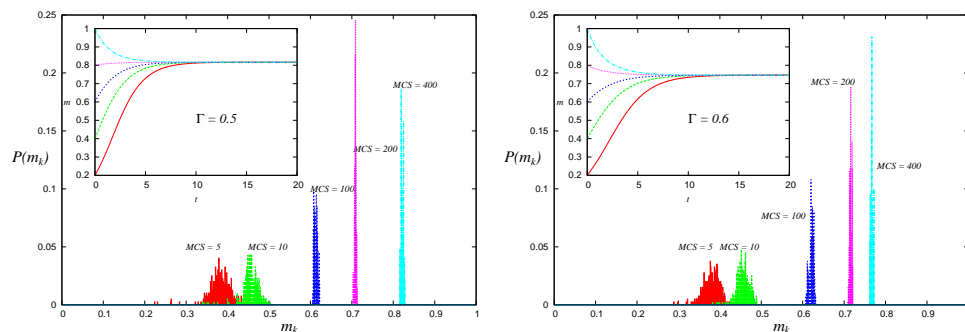 0.25
0.2
0.15
0.1
0.05
0
P(m_k)
0 0.1 0.2 0.3 0.4 0.5 0.6 0.7 0.8 0.9 1
m_k
MCS = 5
MCS = 10
MCS = 100
MCS = 200
MCS = 400
1
0.9
0.8
0.7
0.6
0.5
0.4
0.3
0.2
m
0 5 10 15 20
t
Γ = 0.5
0.25
0.2
0.15
0.1
0.05
0
P(m_k)
0 0.1 0.2 0.3 0.4 0.5 0.6 0.7 0.8 0.9
m_k
MCS = 5
MCS = 10
MCS = 100
MCS = 200
MCS = 400
1
0.9
0.8
0.7
0.6
0.5
0.4
0.3
0.2
m
0 5 10 15 20
t
Γ = 0.6